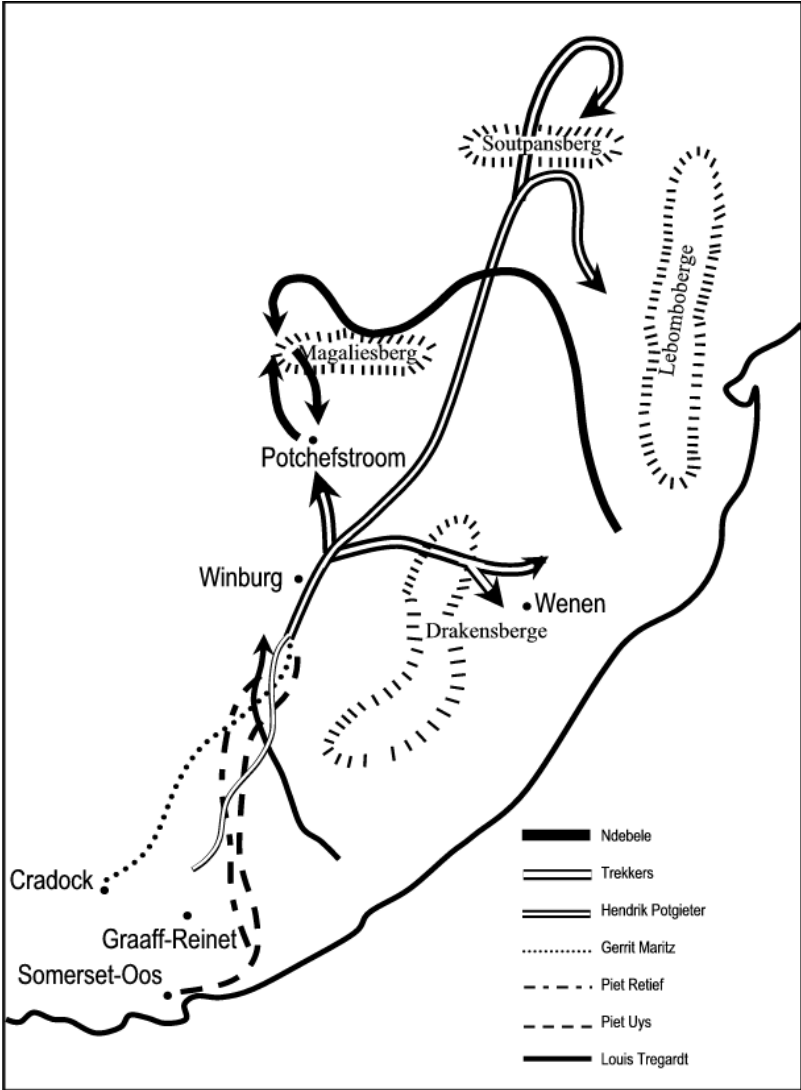 Soutpansberg
Lebomboberge
Magaliesberg
Potchefstroom
Winburg
Wenen
Drakensberge
Cradock
Graaff-Reinet
Somerset-Oos
Ndebele
Trekkers
Hendrik Potgieter
Gerrit Maritz
Piet Retief
Piet Uys
Louis Tregardt